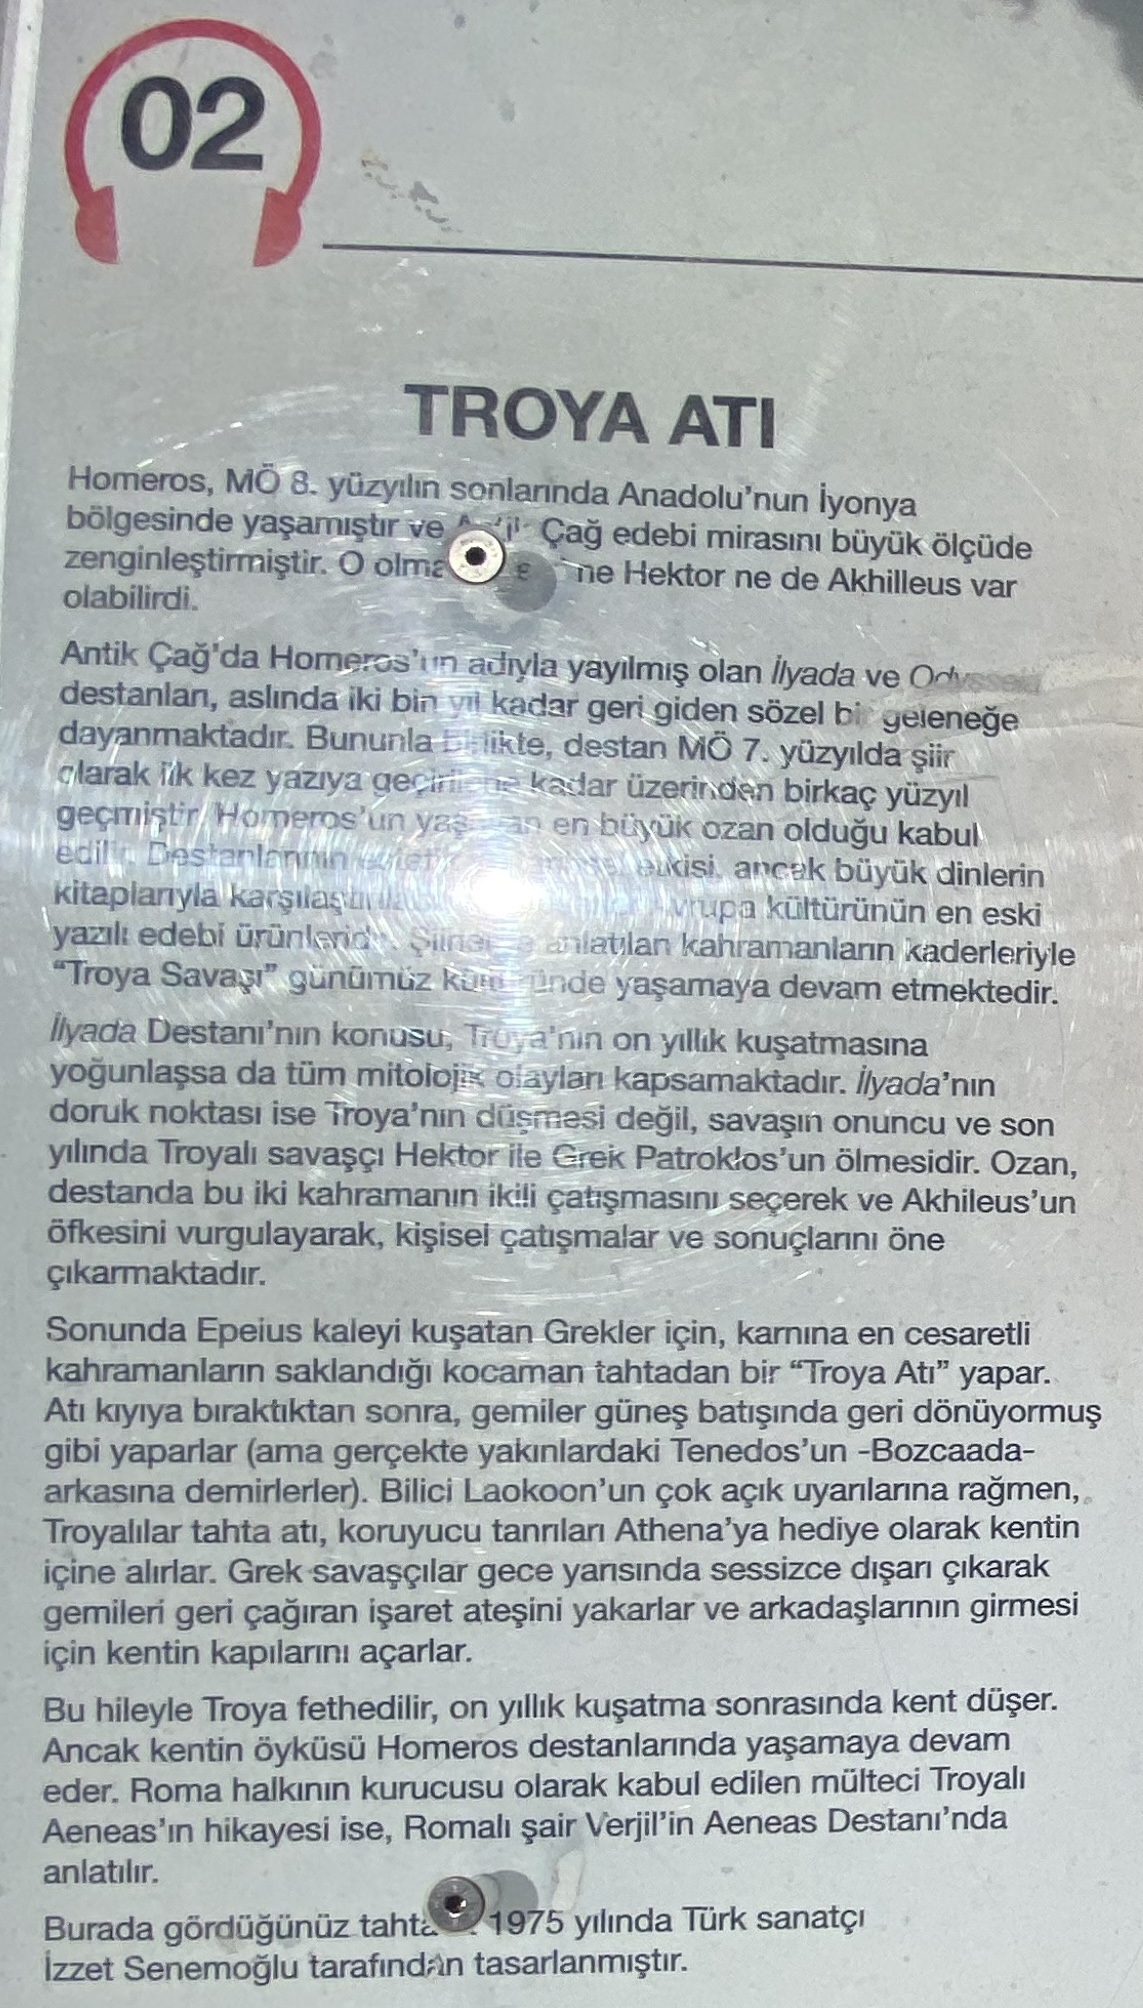 02
TROYA ATI
Homeros, MÖ 8. yüzyılın sonlarında Anadolu'nun İyonya
bölgesinde yaşamıştır ve Çağ edebi mirasını büyük ölçüde
zenginleştirmiştir. O ne Hektor ne de Akhilleus var
olabilirdi.
Antik Çağ'da Homeros'un adıyla yayılmış olan İlyada ve
destanları, aslında iki bin yıl kadar geri giden sözel bir geleneğe
dayanmaktadır. Bununla birlikte, destan MÖ 7. yüzyılda şiir
olarak ilk kez yazıya kadar üzerinden birkaç yüzyıl
geçmiştir. Homeros'un en büyük ozan olduğu kabul
edilir. Destanlarının etkisi, ancak büyük dinlerin
kitaplarıyla kültürünün en eski
yazılı edebi anlatılan kahramanların kaderleriyle
“Troya Savaşı” günümüz yaşamaya devam etmektedir.
İlyada Destanı'nın konusu, Troya'nın on yıllık kuşatmasına
yoğunlaşsa da tüm mitolojik olayları kapsamaktadır. İlyada'nın
doruk noktası ise Troya'nın düşmesi değil, savaşın onuncu ve son
yılında Troyalı savaşçı Hektor ile Grek Patroklos'un ölmesidir. Ozan,
destanda bu iki kahramanın ikili çatışmasını seçerek ve Akhileus'un
öfkesini vurgulayarak, kişisel çatışmalar ve sonuçlarını öne
çıkarmaktadır.
Sonunda Epeius kaleyi kuşatan Grekler için, karnına en cesaretli
kahramanların saklandığı kocaman tahtadan bir “Troya Atı” yapar.
Atı kıyıya bıraktıktan sonra, gemiler güneş batışında geri dönüyormuş
gibi yaparlar (ama gerçekte yakınlardaki Tenedos'un -Bozcaada-
arkasına demirlerler). Bilici Laokoon'un çok açık uyarılarına rağmen,
Troyalılar tahta atı, koruyucu tanrıları Athena'ya hediye olarak kentin
içine alırlar. Grek savaşçılar gece yarısında sessizce dışarı çıkarak
gemileri geri çağıran işaret ateşini yakarlar ve arkadaşlarının girmesi
için kentin kapılarını açarlar.
Bu hileyle Troya fethedilir, on yıllık kuşatma sonrasında kent düşer.
Ancak kentin öyküsü Homeros destanlarında yaşamaya devam
eder. Roma halkının kurucusu olarak kabul edilen mülteci Troyalı
Aeneas'ın hikayesi ise, Romalı şair Verjil'in Aeneas Destanı'nda
anlatılır.
Burada gördüğünüz 1975 yılında Türk sanatçı
İzzet Senemoğlu tarafından tasarlanmıştır.